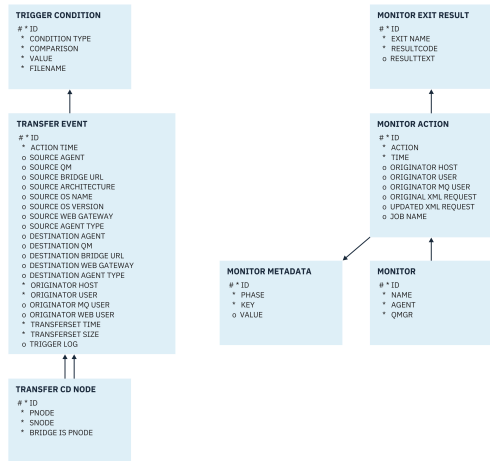 TRIGGER CONDITION
# * ID
* CONDITION TYPE
* COMPARISON
* VALUE
* FILENAME
TRANSFER EVENT
# * ID
* ACTION TIME
o SOURCE AGENT
o SOURCE QM
o SOURCE BRIDGE URL
o SOURCE ARCHITECTURE
o SOURCE OS NAME
o SOURCE OS VERSION
o SOURCE WEB GATEWAY
o SOURCE AGENT TYPE
o DESTINATION AGENT
o DESTINATION QM
o DESTINATION BRIDGE URL
o DESTINATION WEB GATEWAY
o DESTINATION AGENT TYPE
* ORIGINATOR HOST
* ORIGINATOR USER
o ORIGINATOR MQ USER
o ORIGINATOR WEB USER
* TRANSFERSET TIME
* TRANSFERSET SIZE
o TRIGGER LOG
TRANSFER CD NODE
# * ID
* PNODE
* SNODE
* BRIDGE IS PNODE
MONITOR EXIT RESULT
# * ID
* EXIT NAME
* RESULTCODE
o RESULTTEXT
MONITOR ACTION
# * ID
* ACTION
* TIME
o ORIGINATOR HOST
o ORIGINATOR USER
o ORIGINATOR MQ USER
o ORIGINAL XML REQUEST
o UPDATED XML REQUEST
o JOB NAME
MONITOR METADATA
# * ID
* PHASE
* KEY
o VALUE
MONITOR
# * ID
* NAME
* AGENT
* QMGR